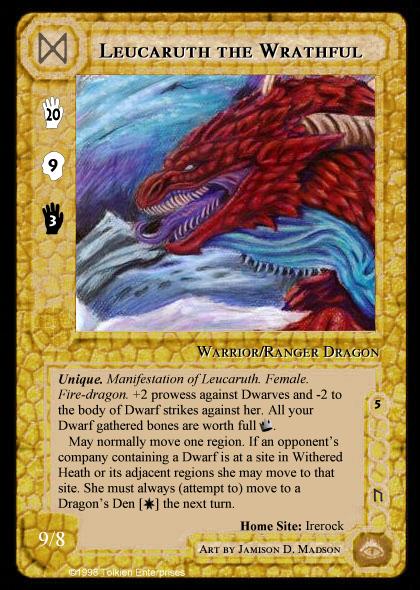 LEUCARUTH THE WRATHFUL
20
9
3
WARRIOR/RANGER DRAGON
Unique. Manifestation of Leucaruth. Female.
Fire-dragon. +2 prowess against Dwarves and -2 to
the body of Dwarf strikes against her. All your
Dwarf gathered bones are worth full .
May normally move one region. If an opponent's
company containing a Dwarf is at a site in Withered
Heath or its adjacent regions she may move to that
site. She must always (attempt to) move to a
Dragon's Den [] the next turn.
5
Home Site: Irerock
9/8
ART BY JAMISON D. MADSON
©1998 Tolkien Enterprises